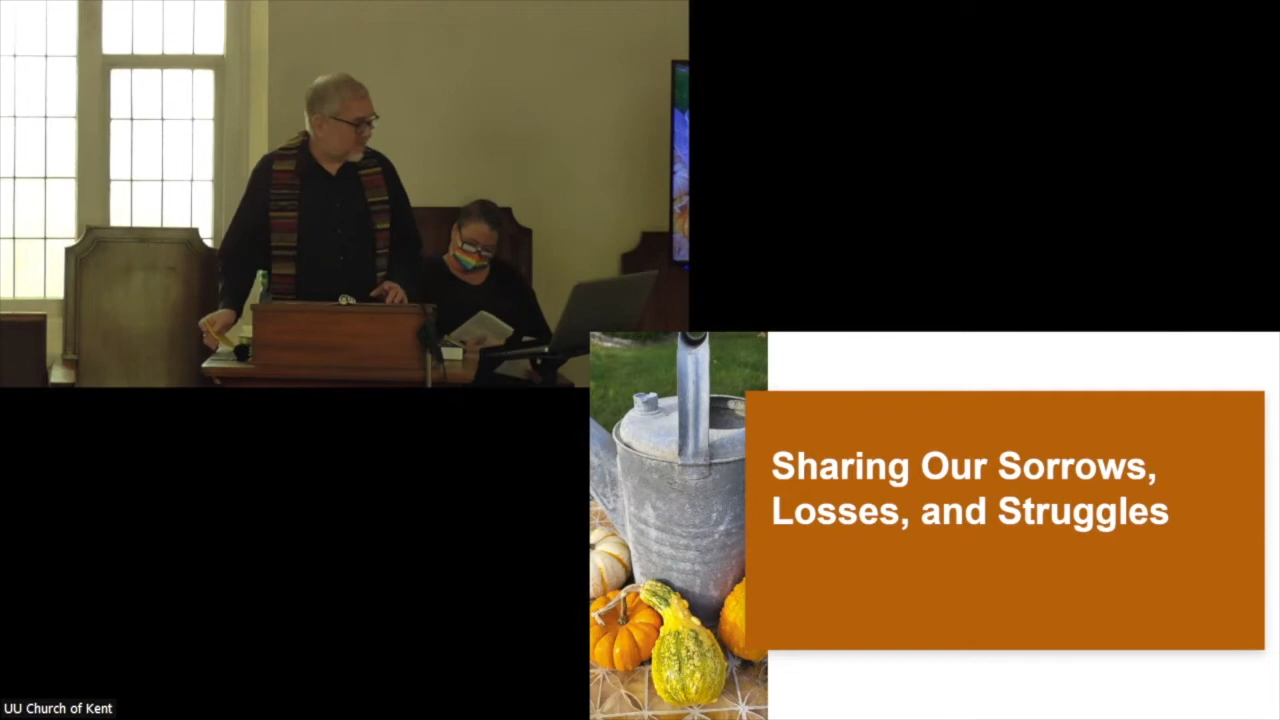 Sharing Our Sorrows,
Losses, and Struggles
UU Church of Kent